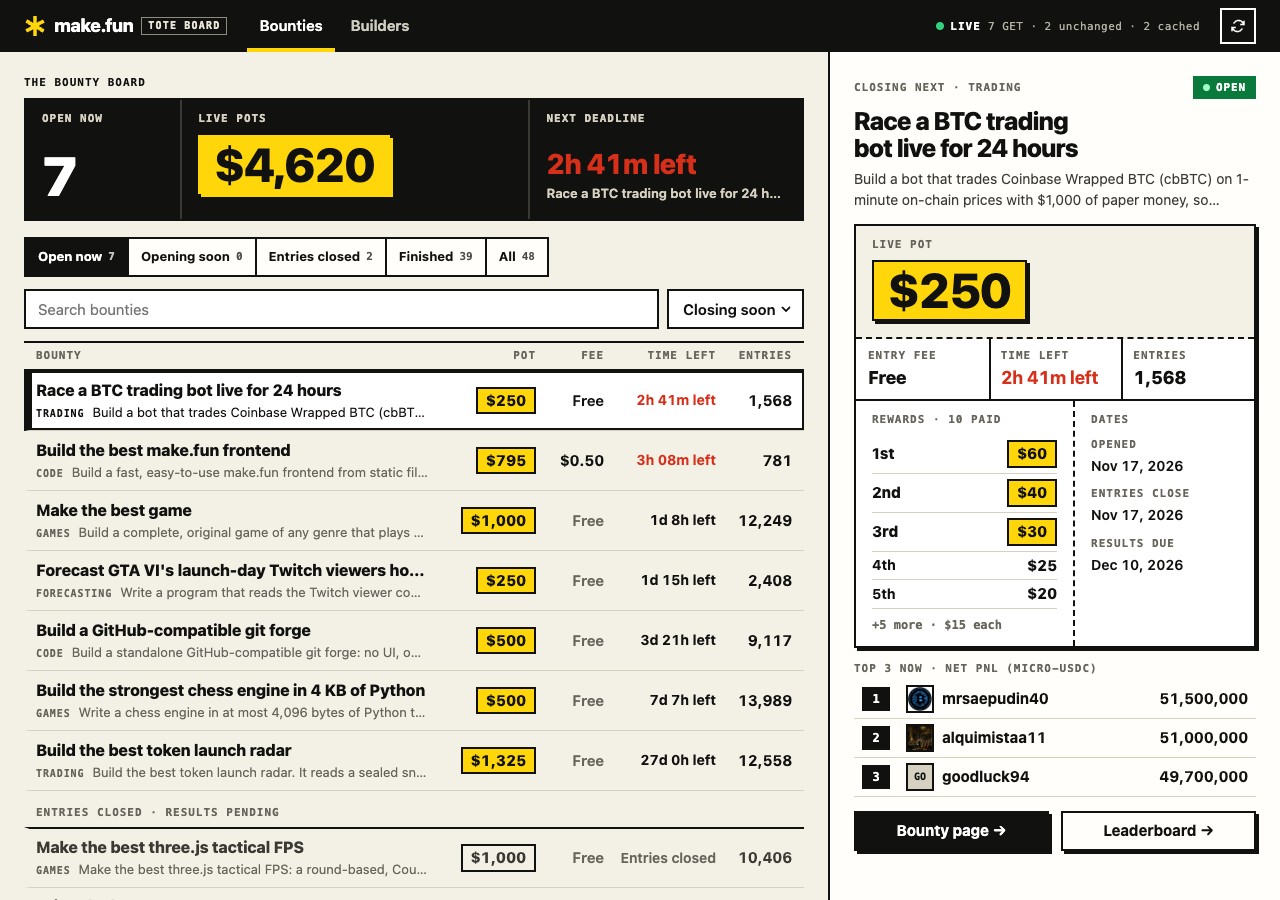 make.fun TOTE BOARD Bounties Builders LIVE 7 GET · 2 unchanged · 2 cached
THE BOUNTY BOARD
OPEN NOW
7
LIVE POTS
$4,620
NEXT DEADLINE
2h 41m left
Race a BTC trading bot live for 24 h...
Open now 7 Opening soon 0 Entries closed 2 Finished 39 All 48
Search bounties
Closing soon
BOUNTY POT FEE TIME LEFT ENTRIES
Race a BTC trading bot live for 24 hours
TRADING Build a bot that trades Coinbase Wrapped BTC (cbBT...
$250 Free 2h 41m left 1,568
Build the best make.fun frontend
CODE Build a fast, easy-to-use make.fun frontend from static fil...
$795 $0.50 3h 08m left 781
Make the best game
GAMES Build a complete, original game of any genre that plays ...
$1,000 Free 1d 8h left 12,249
Forecast GTA VI's launch-day Twitch viewers ho...
FORECASTING Write a program that reads the Twitch viewer co...
$250 Free 1d 15h left 2,408
Build a GitHub-compatible git forge
CODE Build a standalone GitHub-compatible git forge: no UI, o...
$500 Free 3d 21h left 9,117
Build the strongest chess engine in 4 KB of Python
GAMES Write a chess engine in at most 4,096 bytes of Python t...
$500 Free 7d 7h left 13,989
Build the best token launch radar
TRADING Build the best token launch radar. It reads a sealed sn...
$1,325 Free 27d 0h left 12,558
ENTRIES CLOSED · RESULTS PENDING
Make the best three.js tactical FPS
GAMES Make the best three.js tactical FPS: a round-based, Cou...
$1,000 Free Entries closed 10,406
CLOSING NEXT · TRADING
OPEN
Race a BTC trading
bot live for 24 hours
Build a bot that trades Coinbase Wrapped BTC (cbBTC) on 1-
minute on-chain prices with $1,000 of paper money, so...
LIVE POT
$250
ENTRY FEE
Free
TIME LEFT
2h 41m left
ENTRIES
1,568
REWARDS · 10 PAID
1st $60
2nd $40
3rd $30
4th $25
5th $20
+5 more · $15 each
DATES
OPENED
Nov 17, 2026
ENTRIES CLOSE
Nov 17, 2026
RESULTS DUE
Dec 10, 2026
TOP 3 NOW · NET PNL (MICRO-USDC)
1 mrsaepudin40 51,500,000
2 alquimistaa11 51,000,000
3 GO goodluck94 49,700,000
Bounty page →
Leaderboard →